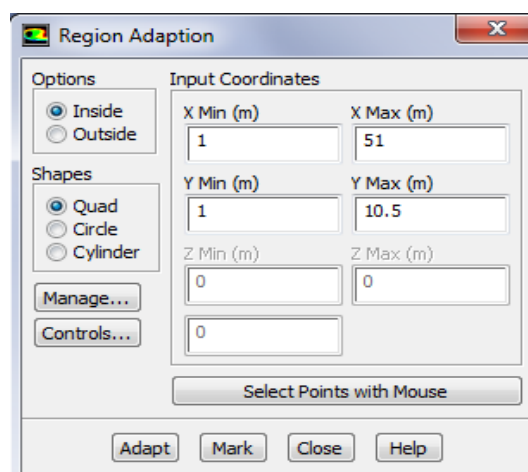 Region Adaption
Options
Inside
Outside
Shapes
Quad
Circle
Cylinder
Manage...
Controls...
Input Coordinates
X Min (m) X Max (m)
1 51
Y Min (m) Y Max (m)
1 10.5
Z Min (m) Z Max (m)
0 0
0
Select Points with Mouse
Adapt Mark Close Help